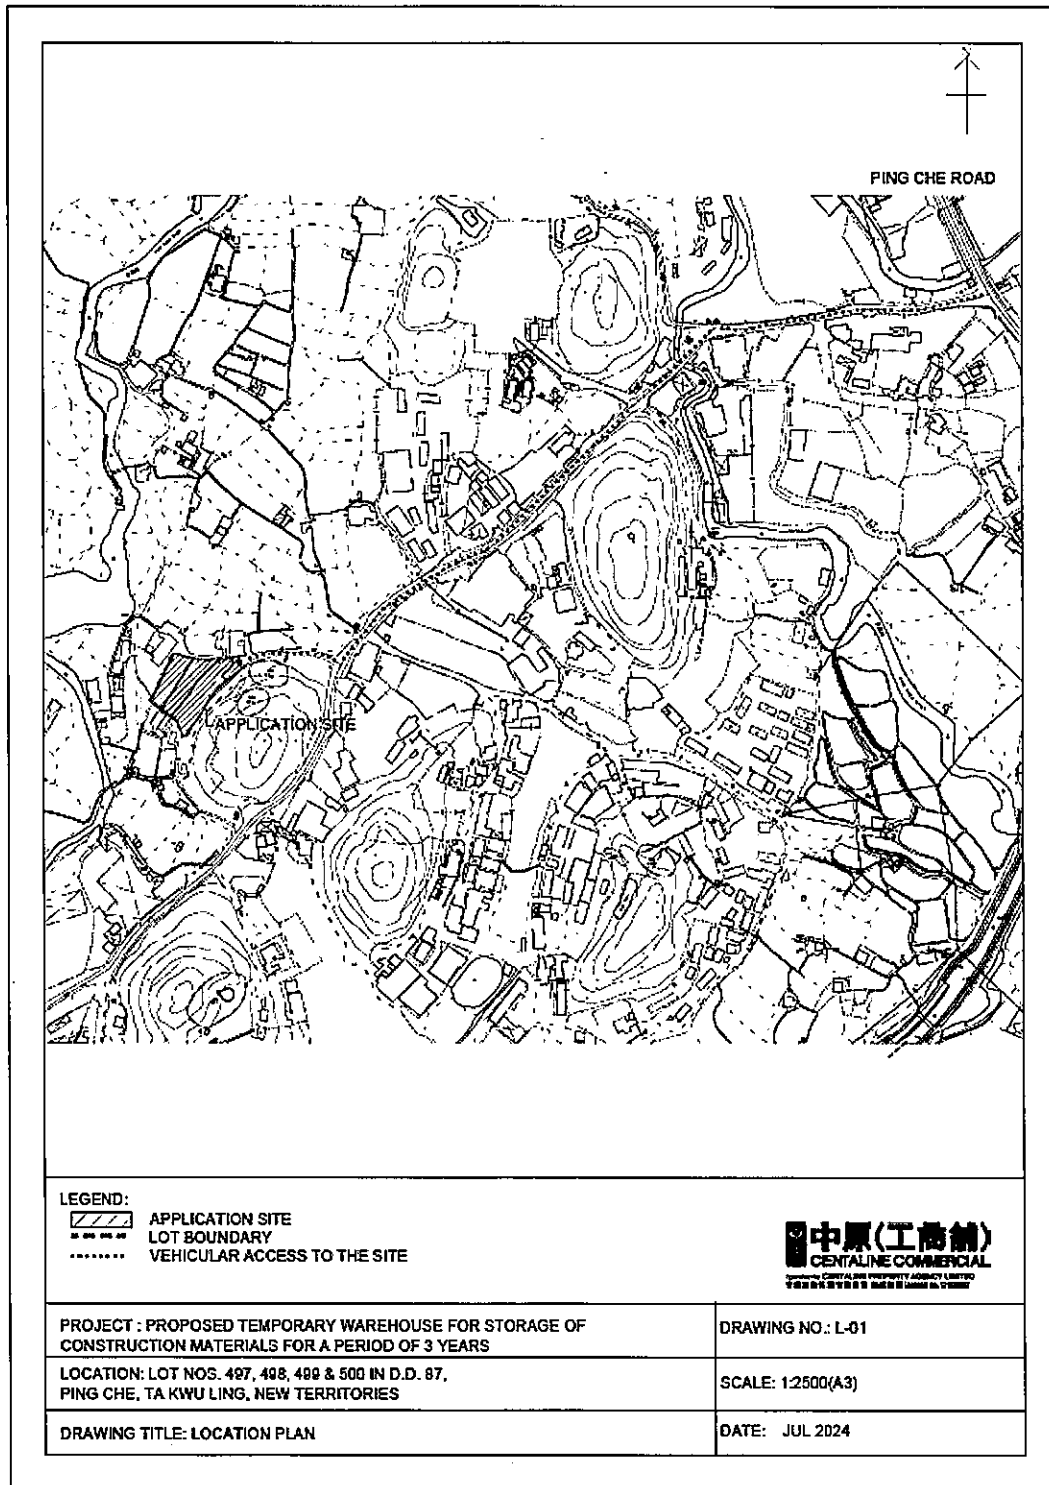 PING CHE ROAD
APPLICATION SITE
LEGEND:
APPLICATION SITE
LOT BOUNDARY
VEHICULAR ACCESS TO THE SITE
中原(工商舖)
CENTALINE COMMERCIAL
PROJECT : PROPOSED TEMPORARY WAREHOUSE FOR STORAGE OF
CONSTRUCTION MATERIALS FOR A PERIOD OF 3 YEARS
DRAWING NO.: L-01
LOCATION: LOT NOS. 497, 498, 499 & 500 IN D.D. 87,
PING CHE, TA KWU LING, NEW TERRITORIES
SCALE: 1:2500(A3)
DRAWING TITLE: LOCATION PLAN
DATE: JUL 2024